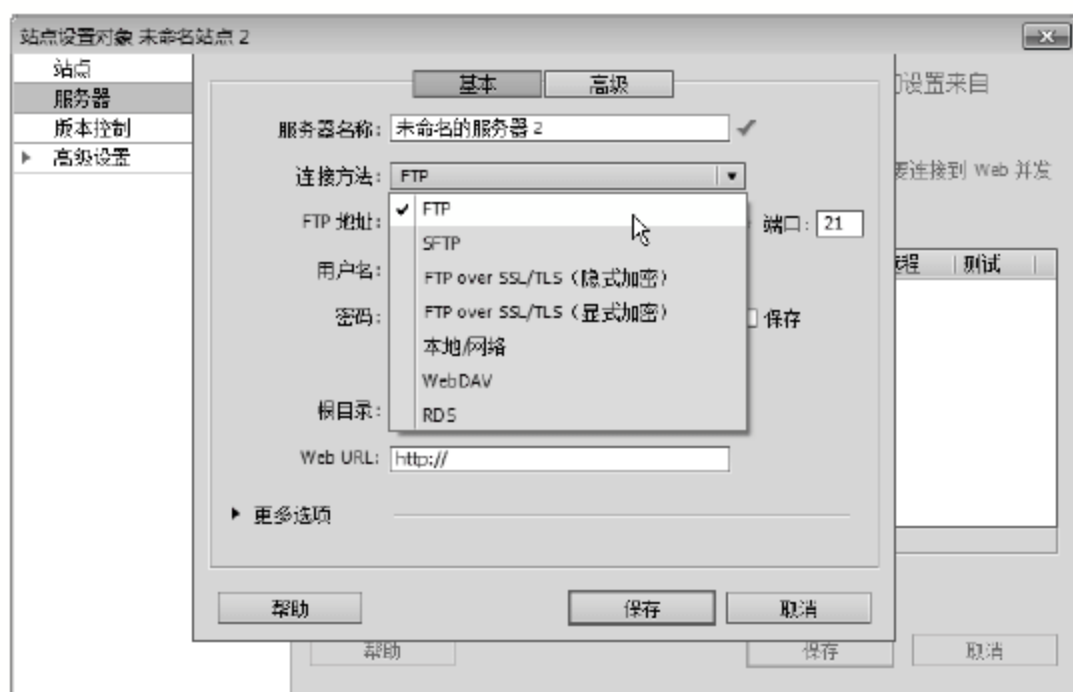 站点设置对象 未命名站点 2
站点
服务器
版本控制
高级设置
基本
高级
设置来自
服务器名称: 未命名的服务器 2
连接方法: FTP
连接到 Web 并发
FTP 地址:
端口: 21
FTP
SFTP
FTP over SSL/TLS（隐式加密）
FTP over SSL/TLS（显式加密）
本地/网络
WebDAV
RDS
用户名:
程
测试
密码:
保存
根目录:
Web URL: http://
更多选项
帮助
保存
取消
帮助
保存
取消